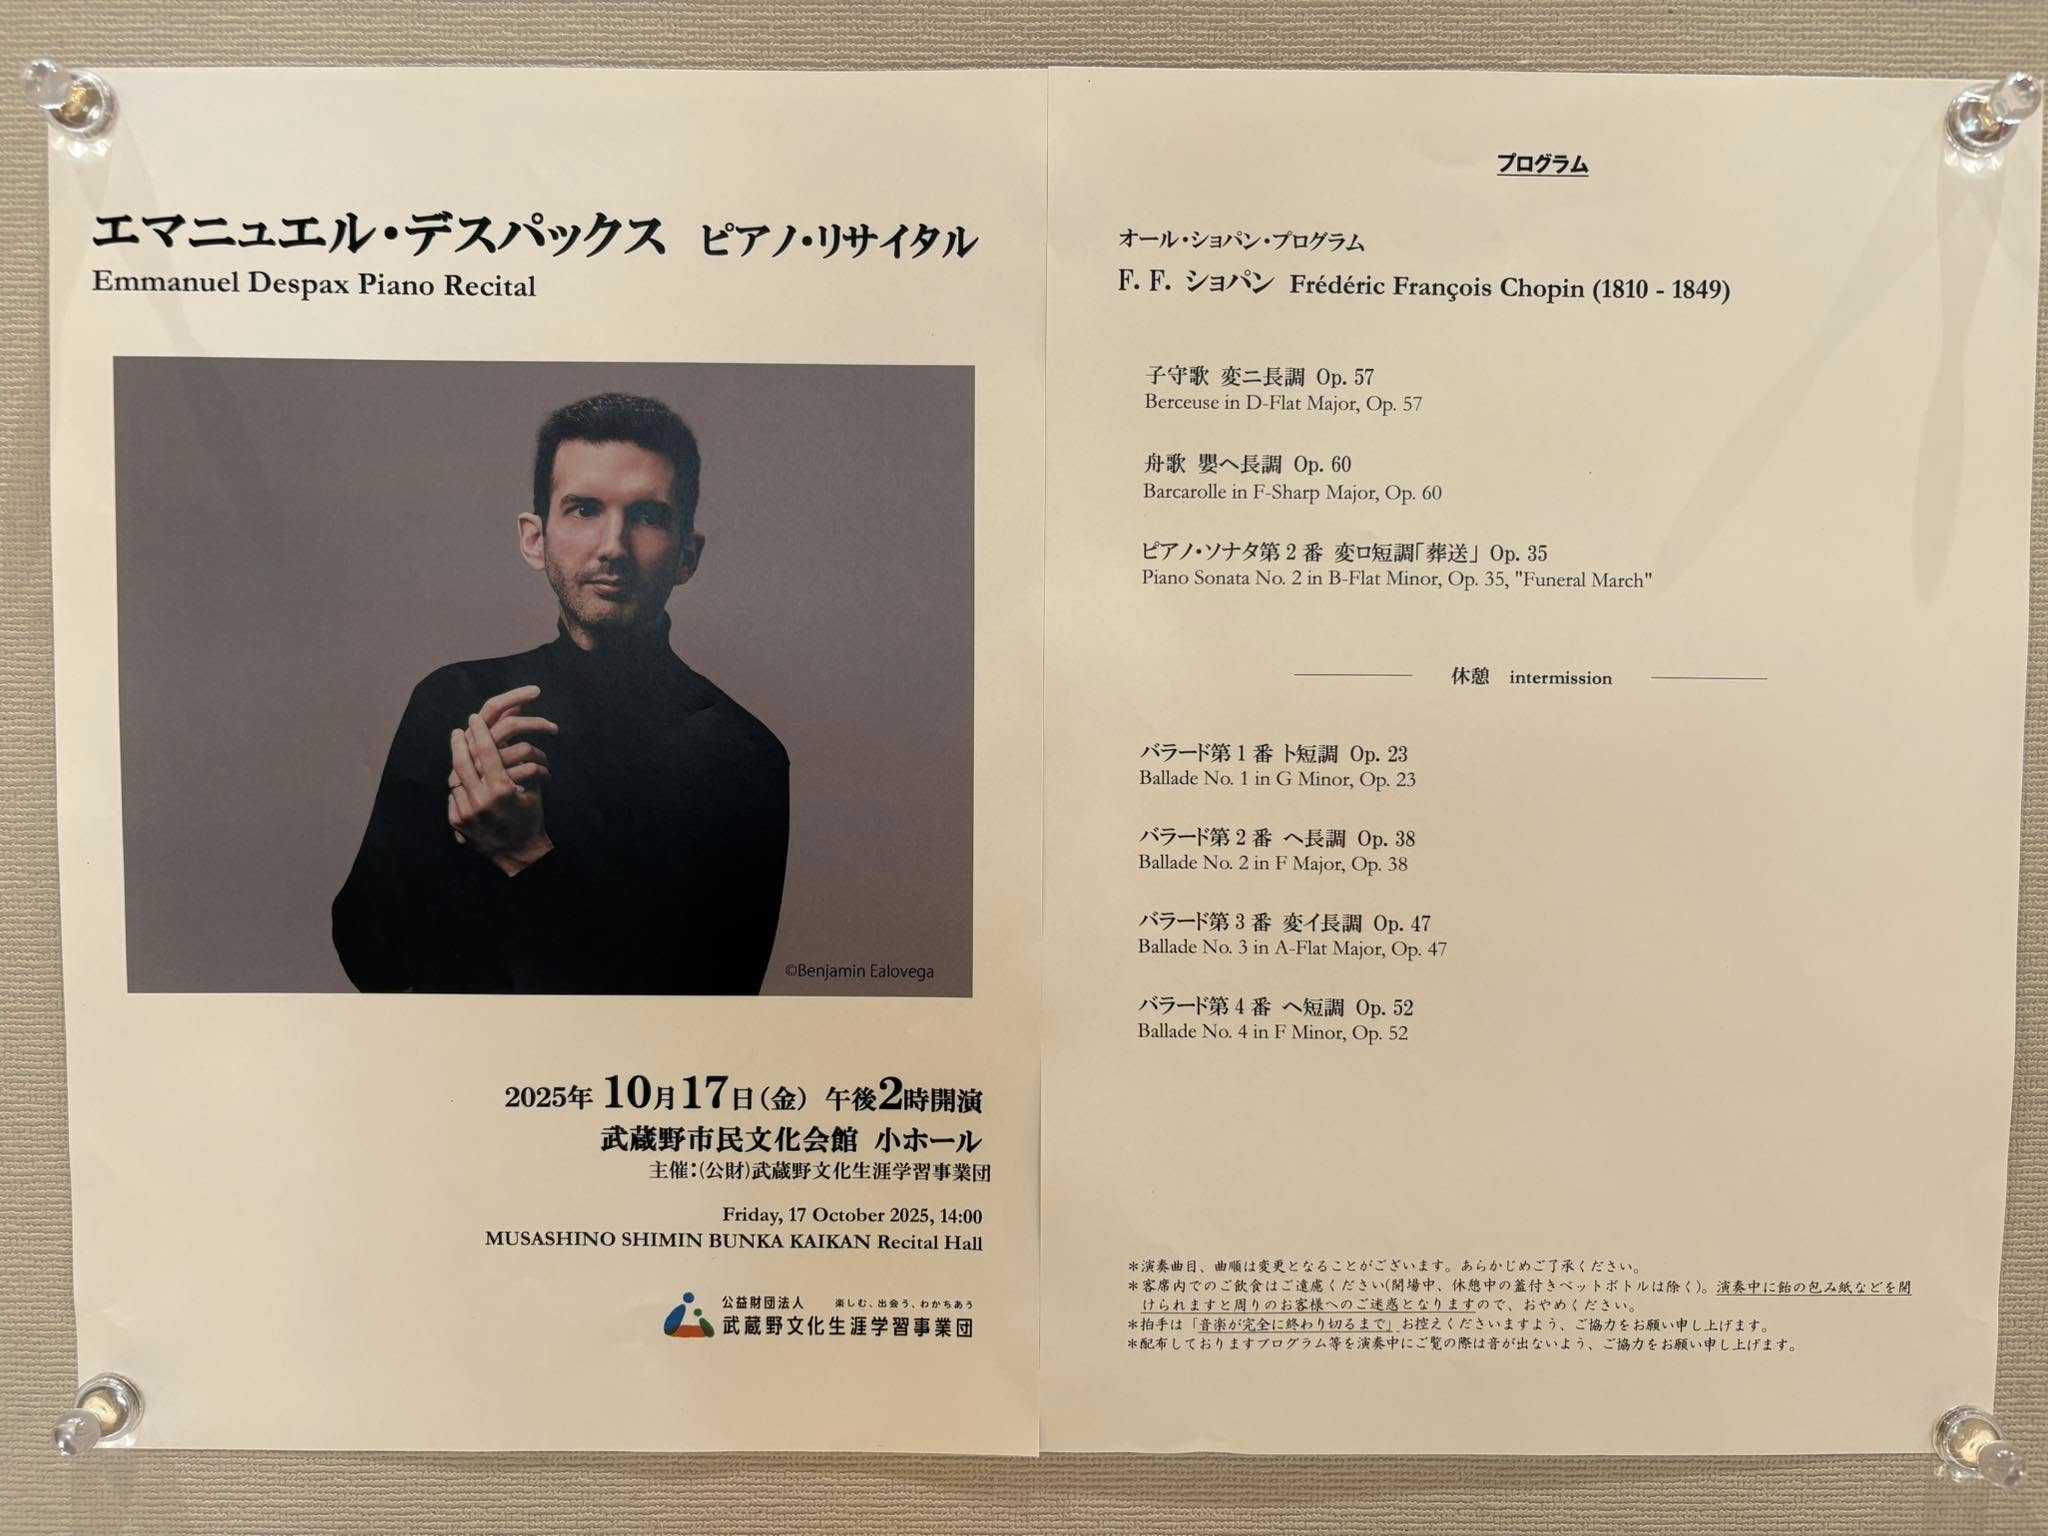 エマニュエル・デスパックス ピアノ・リサイタル
Emmanuel Despax Piano Recital
©Benjamin Ealovega
2025年 10月17日(金) 午後2時開演
武蔵野市民文化会館 小ホール
主催:(公財)武蔵野文化生涯学習事業団
Friday, 17 October 2025, 14:00
MUSASHINO SHIMIN BUNKA KAIKAN Recital Hall
公益財団法人 楽しむ、出会う、わかちあう
武蔵野文化生涯学習事業団
プログラム
オール・ショパン・プログラム
F. F. ショパン Frédéric François Chopin (1810 - 1849)
子守歌 変ニ長調 Op. 57
Berceuse in D-Flat Major, Op. 57
舟歌 嬰ヘ長調 Op. 60
Barcarolle in F-Sharp Major, Op. 60
ピアノ・ソナタ第2番 変ロ短調「葬送」 Op. 35
Piano Sonata No. 2 in B-Flat Minor, Op. 35, "Funeral March"
休憩 intermission
バラード第1番 ト短調 Op. 23
Ballade No. 1 in G Minor, Op. 23
バラード第2番 ヘ長調 Op. 38
Ballade No. 2 in F Major, Op. 38
バラード第3番 変イ長調 Op. 47
Ballade No. 3 in A-Flat Major, Op. 47
バラード第4番 ヘ短調 Op. 52
Ballade No. 4 in F Minor, Op. 52
*演奏曲目、曲順は変更となることがございます。あらかじめご了承ください。
*客席内でのご飲食はご遠慮ください(開場中、休憩中の蓋付きペットボトルは除く)。演奏中に飴の包み紙などを開
けられますと周りのお客様へのご迷惑となりますので、おやめください。
*拍手は「音楽が完全に終わり切るまで」お控えくださいますよう、ご協力をお願い申し上げます。
*配布しておりますプログラム等を演奏中にご覧の際は音が出ないよう、ご協力をお願い申し上げます。